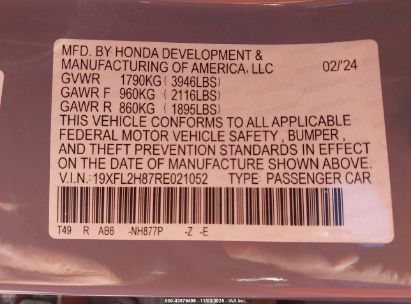 MFD. BY HONDA DEVELOPMENT &
MANUFACTURING OF AMERICA, LLC 02/'24
GVWR 1790KG (3946LBS)
GAWR F 960KG (2116LBS)
GAWR R 860KG (1895LBS)
THIS VEHICLE CONFORMS TO ALL APPLICABLE
FEDERAL MOTOR VEHICLE SAFETY , BUMPER ,
AND THEFT PREVENTION STANDARDS IN EFFECT
ON THE DATE OF MANUFACTURE SHOWN ABOVE.
V.I.N.: 19XFL2H87RE021052 TYPE: PASSENGER CAR
T49 R AB6 -NH877P -Z -E